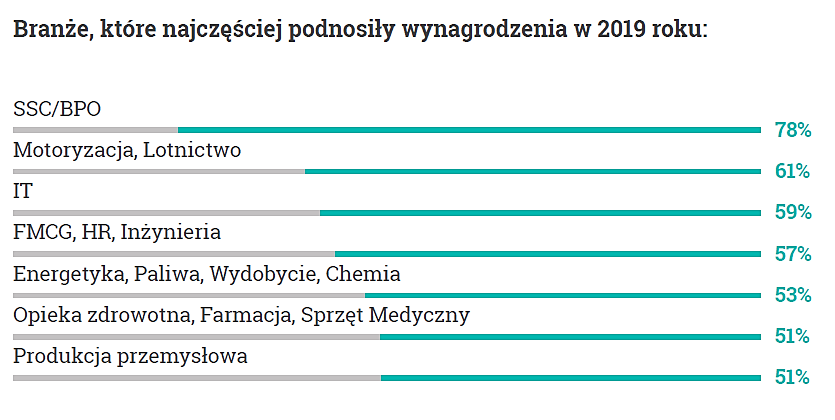 Branże, które najczęściej podnosiły wynagrodzenia w 2019 roku:
SSC/BPO
78%
Motoryzacja, Lotnictwo
61%
IT
59%
FMCG, HR, Inżynieria
57%
Energetyka, Paliwa, Wydobycie, Chemia
53%
Opieka zdrowotna, Farmacja, Sprzęt Medyczny
51%
Produkcja przemysłowa
51%